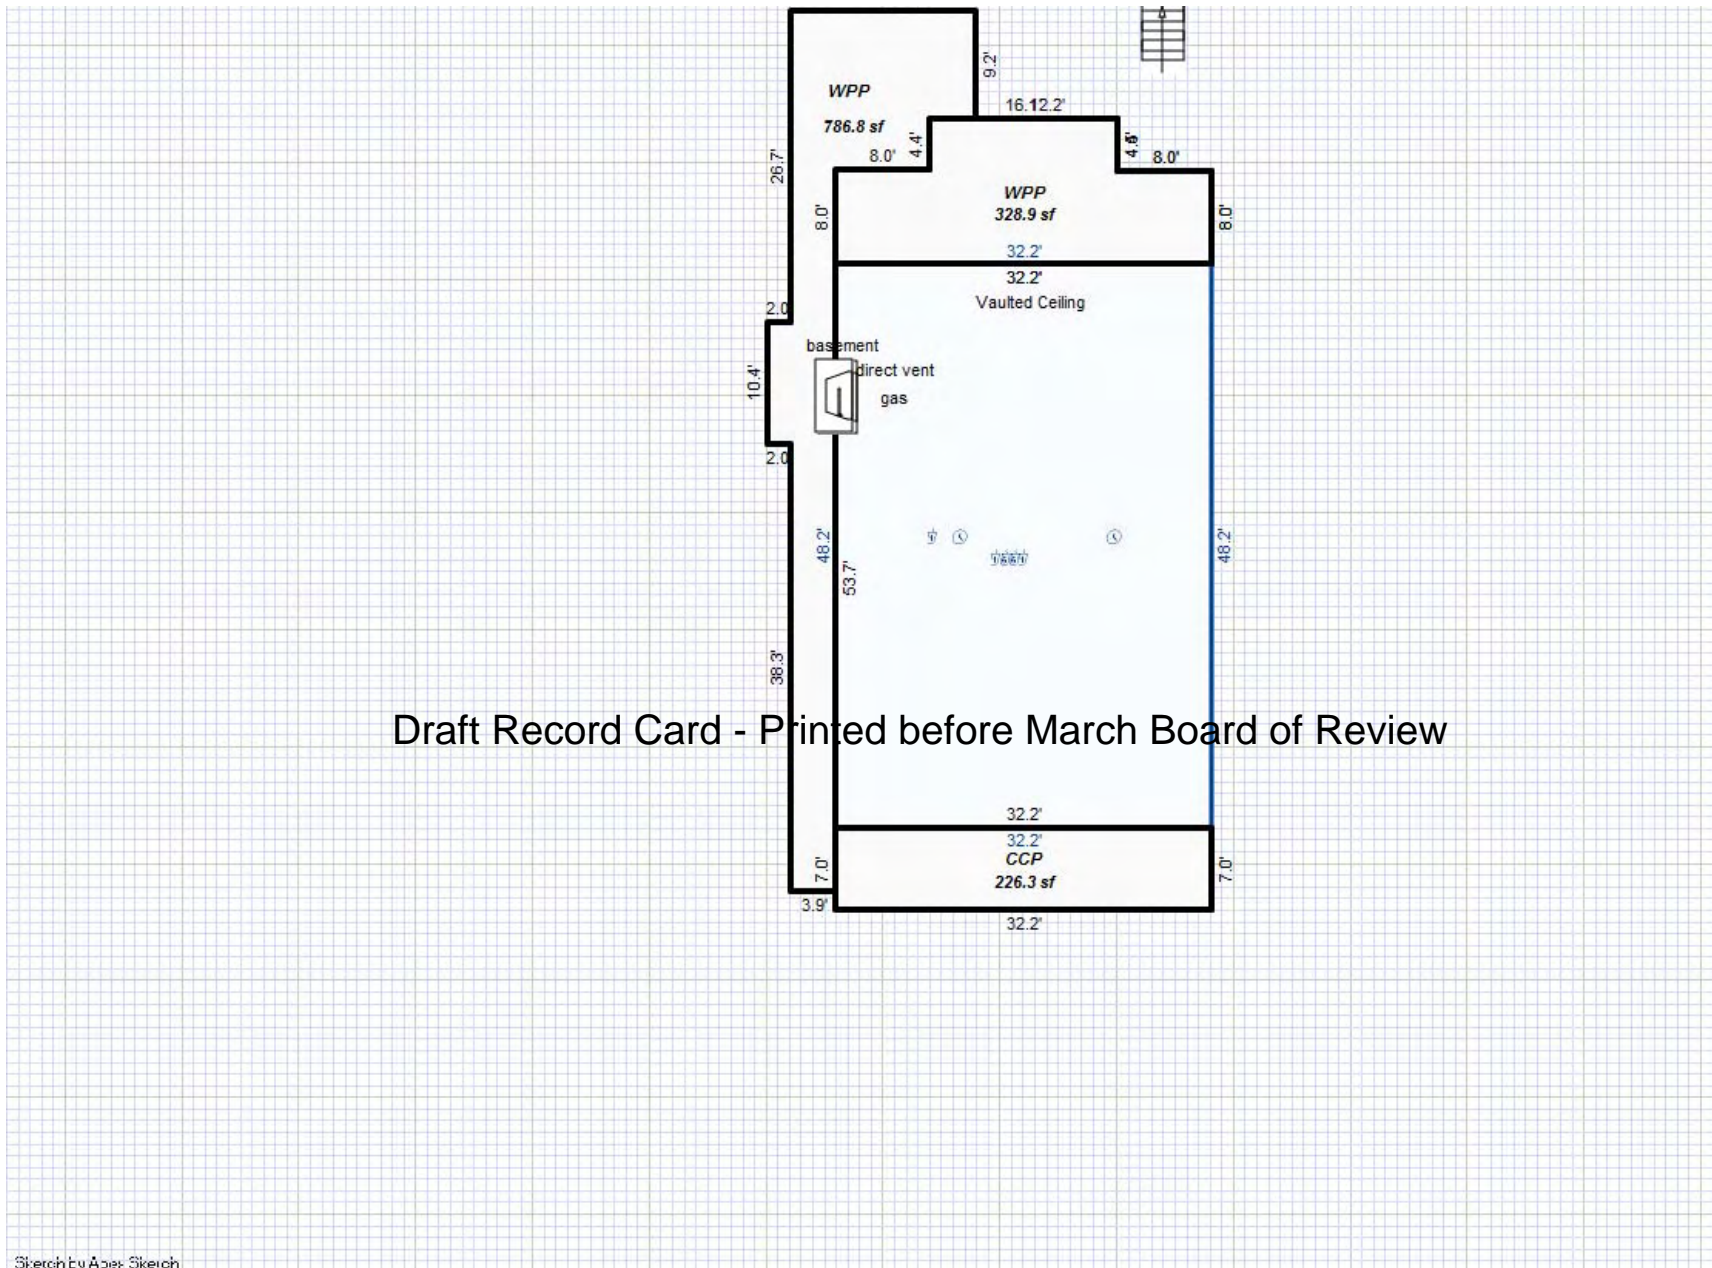 9.2'
WPP
16.12.2'
786.8 sf
4.4'
8.0'
8.0'
26.7'
WPP
328.9 sf
8.0'
8.0'
32.2'
32.2'
Vaulted Ceiling
2.0
basement
direct vent
10.4'
gas
2.0
48.2'
48.2'
53.7'
38.3'
Draft Record Card - Printed before March Board of Review
32.2'
32.2'
CCP
7.0'
7.0'
226.3 sf
3.9'
32.2'
Sketch by Apex Sketch